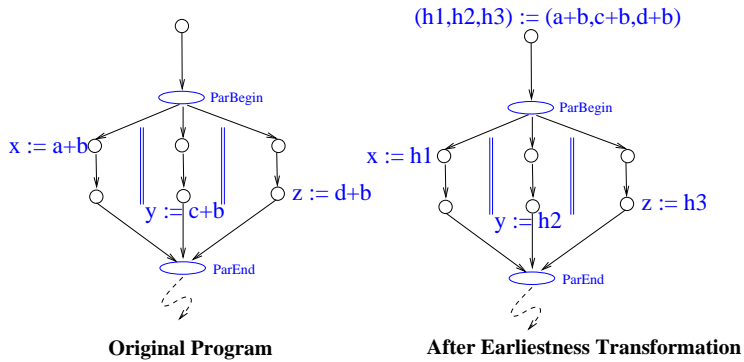 (h1,h2,h3) := (a+b,c+b,d+b)
ParBegin
ParBegin
x := a+b
x := h1
z := d+b
z := h3
y := c+b
y := h2
ParEnd
ParEnd
Original Program
After Earliestness Transformation